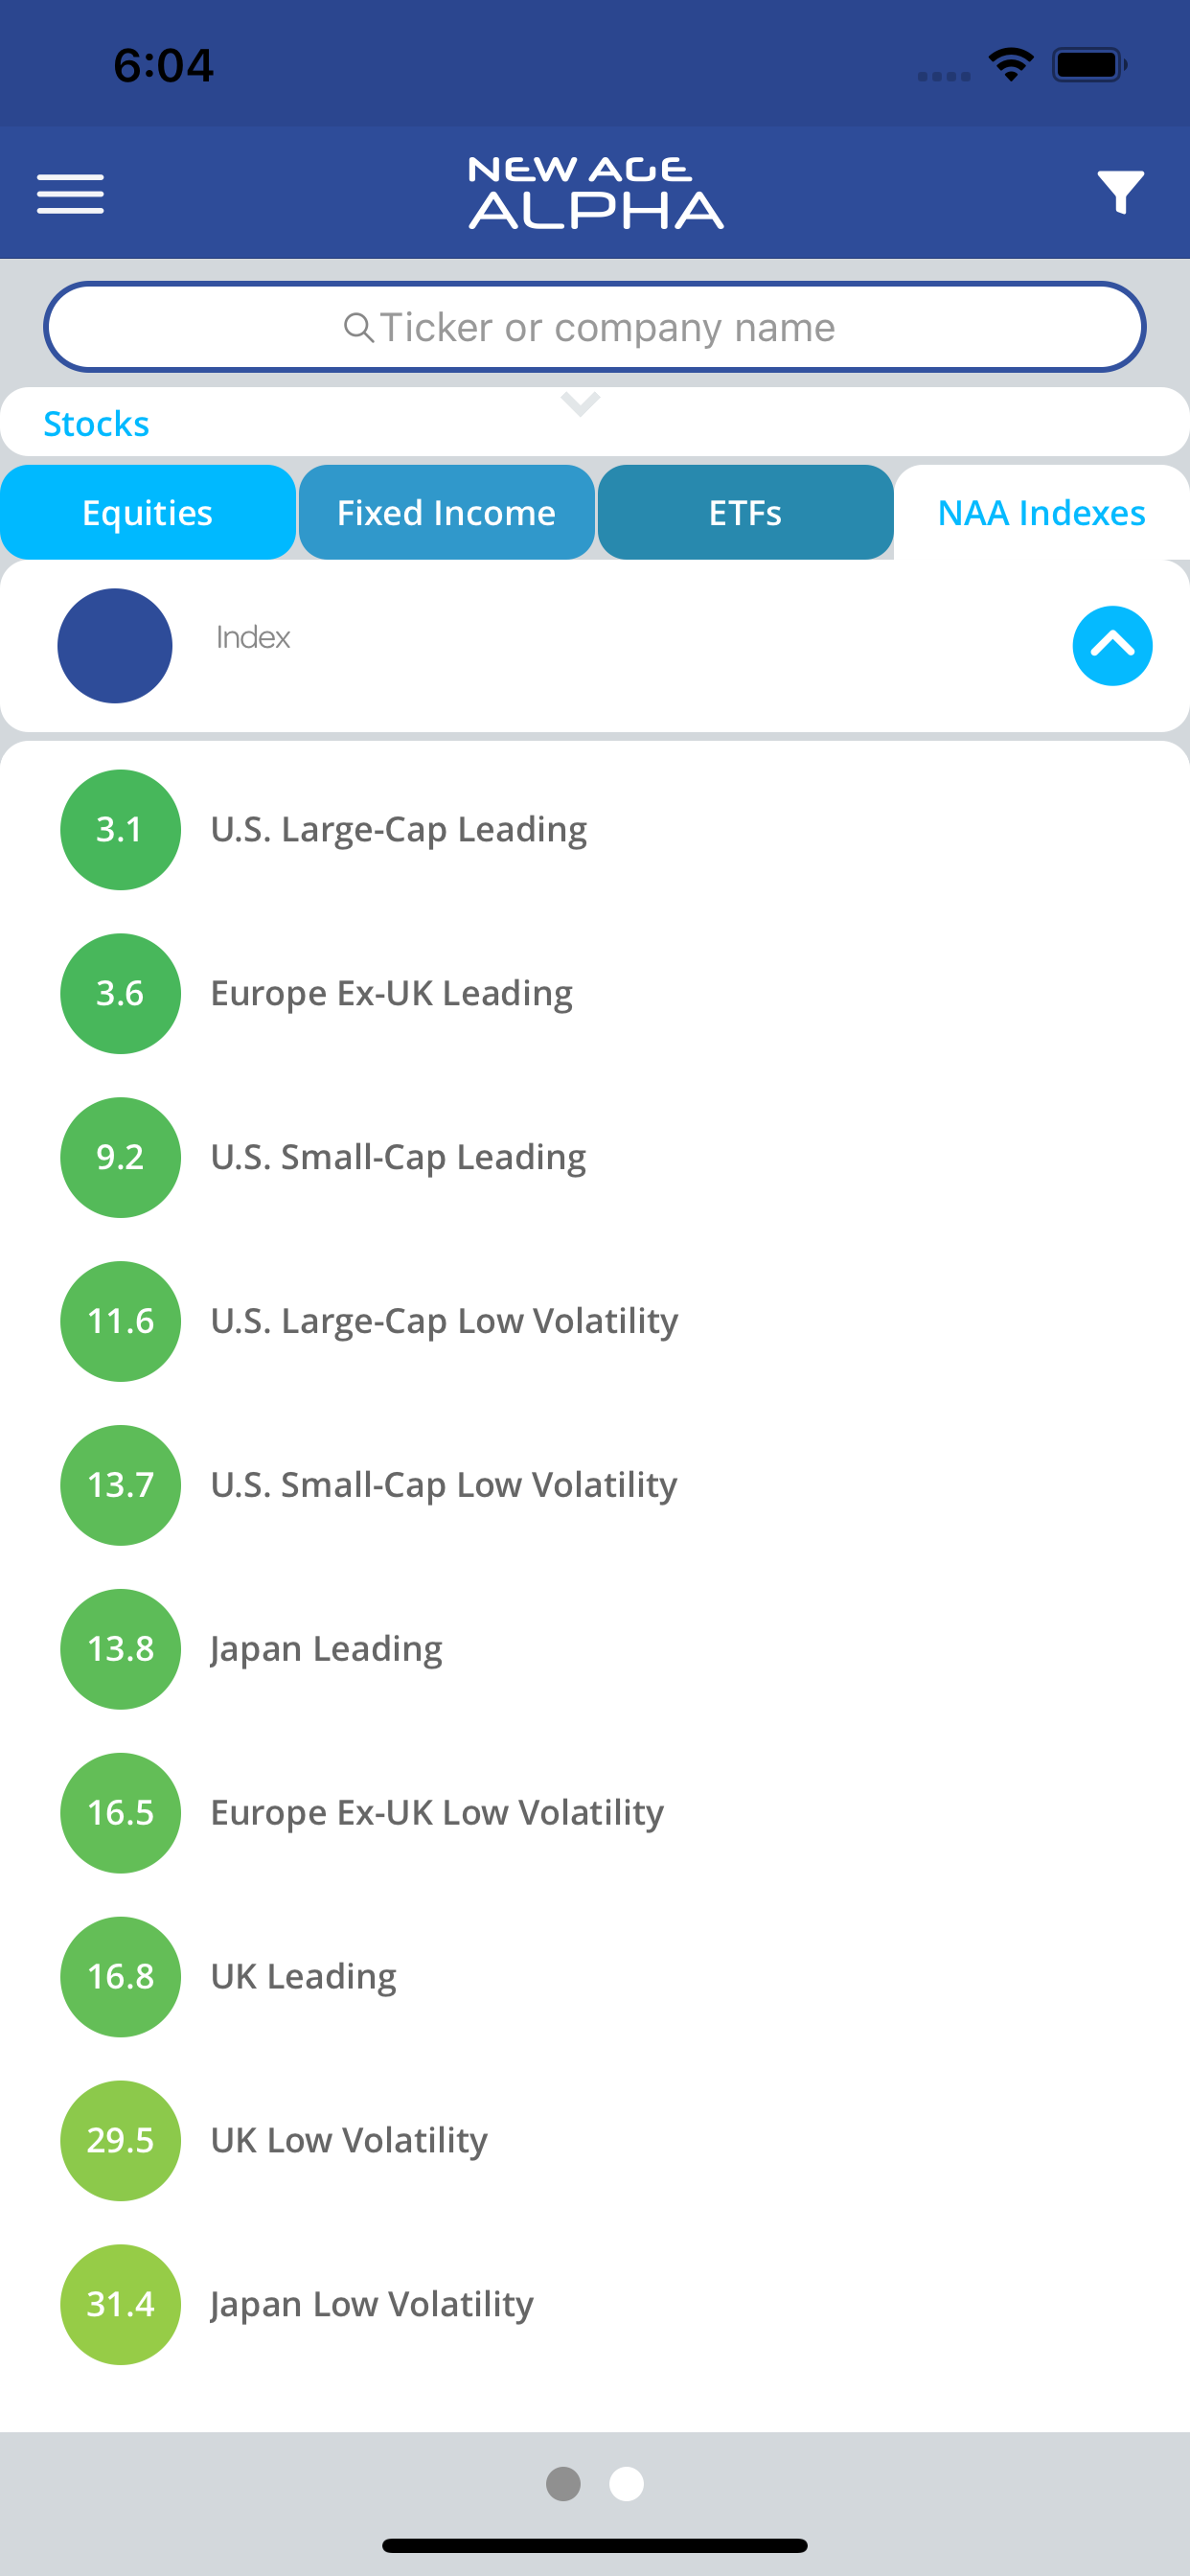 6:04
NEW AGE
ALPHA
Ticker or company name
Stocks
Equities Fixed Income ETFs NAA Indexes
Index
3.1 U.S. Large-Cap Leading
3.6 Europe Ex-UK Leading
9.2 U.S. Small-Cap Leading
11.6 U.S. Large-Cap Low Volatility
13.7 U.S. Small-Cap Low Volatility
13.8 Japan Leading
16.5 Europe Ex-UK Low Volatility
16.8 UK Leading
29.5 UK Low Volatility
31.4 Japan Low Volatility